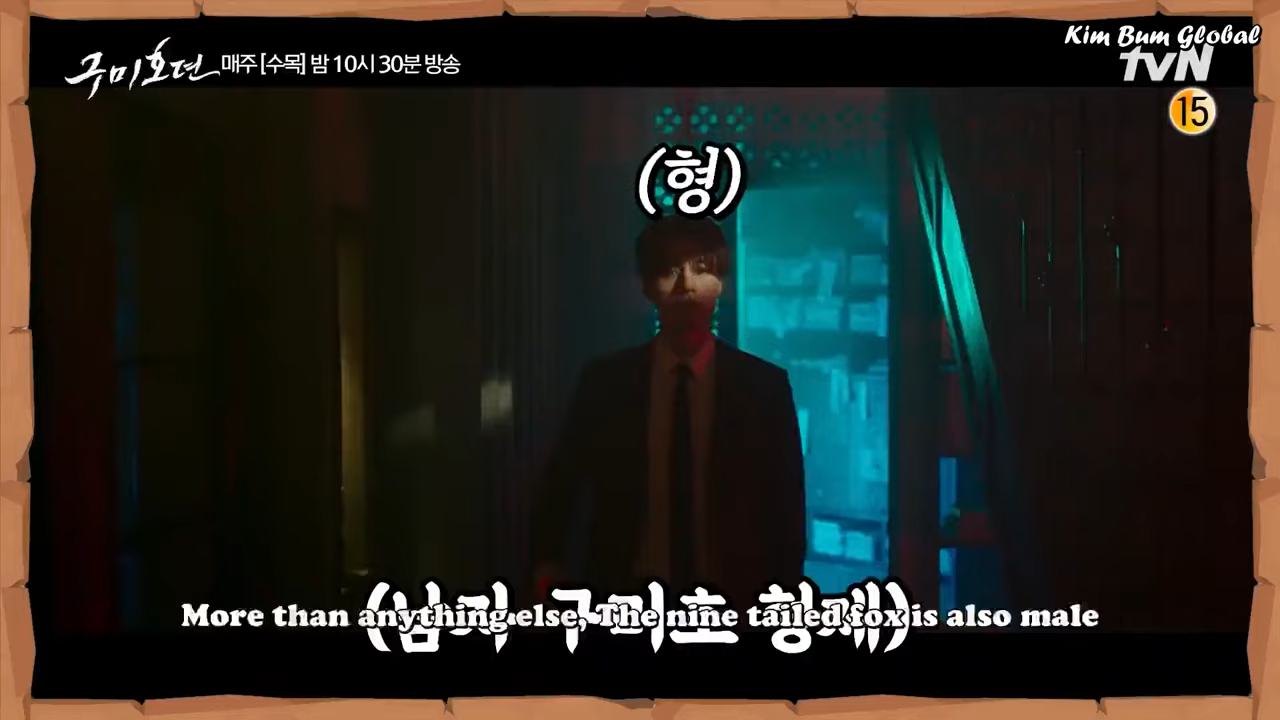 Kim Bum Global
구미호뎐 매주 [수목] 밤 10시 30분 방송
tvN
15
(형)
(남자 구미호 형제)
More than anything else, The nine tailed fox is also male